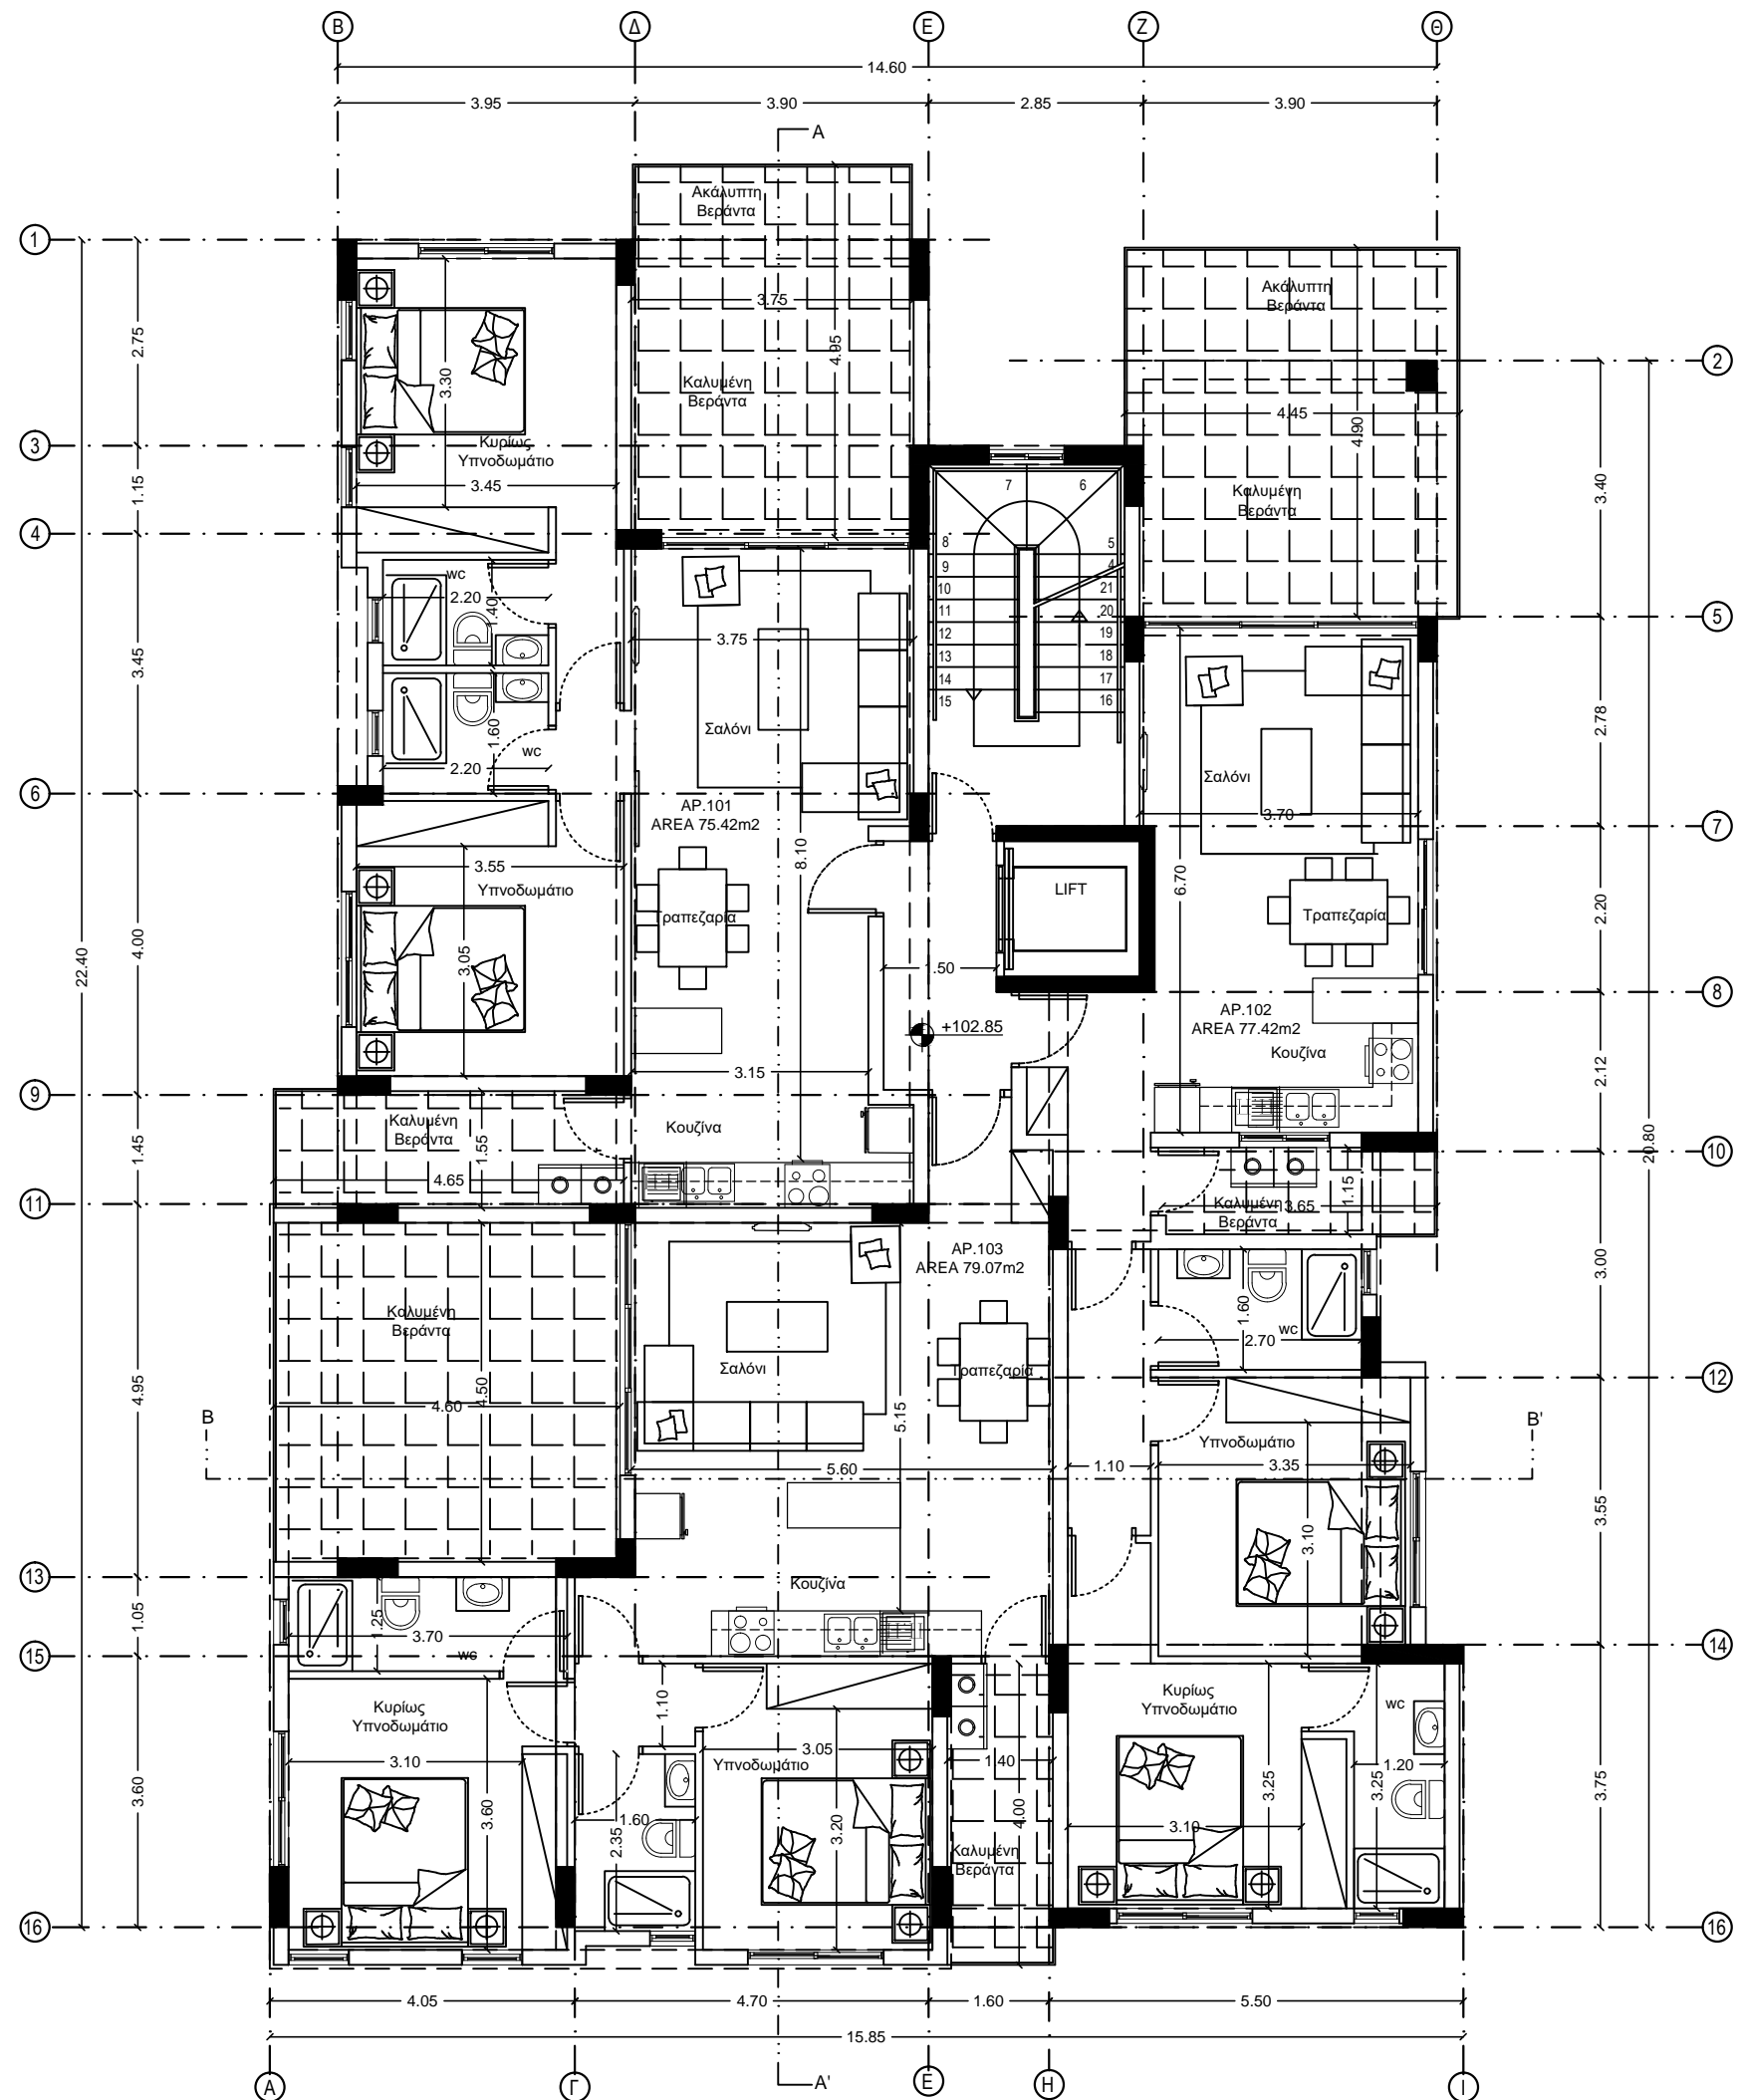 Β Δ Ε Ζ Θ
14.60
3.95 3.90 2.85 3.90
A
Ακάλυπτη
Βεράντα
1
Ακάλυπτη
Βεράντα
3.75
2.75
4.95
2
3.30
Καλυμένη
Βεράντα
4.45
4.90
3
Κυρίως
Υπνοδωμάτιο
3.45
1.15
7 6
3.40
Καλυμένη
Βεράντα
4
8 5
9 4
10 21
11 20
12 19
13 18
14 17
15 16
wc
2.20
1.40
5
3.75
3.45
1.60
wc
2.20
Σαλόνι
2.78
Σαλόνι
6
AP.101
AREA 75.42m2
3.70
7
8.10
3.55
Υπνοδωμάτιο
6.70
LIFT
Τραπεζαρία
Τραπεζαρία
2.20
4.00
22.40
3.05
.50
8
AP.102
AREA 77.42m2
+102.85
Κουζίνα
3.15
2.12
9
Καλυμένη
Βεράντα
1.55
4.65
Κουζίνα
1.45
20.80
10
1.15
Καλυμένη
Βεράντα
3.65
11
AP.103
AREA 79.07m2
3.00
Καλυμένη
Βεράντα
1.60
wc
2.70
Σαλόνι
Τραπεζαρία
12
4.95
4.50
4.60
5.15
B
B'
Υπνοδωμάτιο
5.60
1.10
3.35
3.55
3.10
13
Κουζίνα
1.05
1.25
3.70
wc
14
15
Κυρίως
Υπνοδωμάτιο
1.10
Κυρίως
Υπνοδωμάτιο
wc
3.10
Υπνοδωμάτιο
3.05
1.40
1.20
3.60
3.60
1.60
2.35
3.20
4.00
3.10
3.25
3.25
3.75
Καλυμένη
Βεράντα
16
16
4.05 4.70 1.60 5.50
15.85
Α Γ A' Ε Η Ι